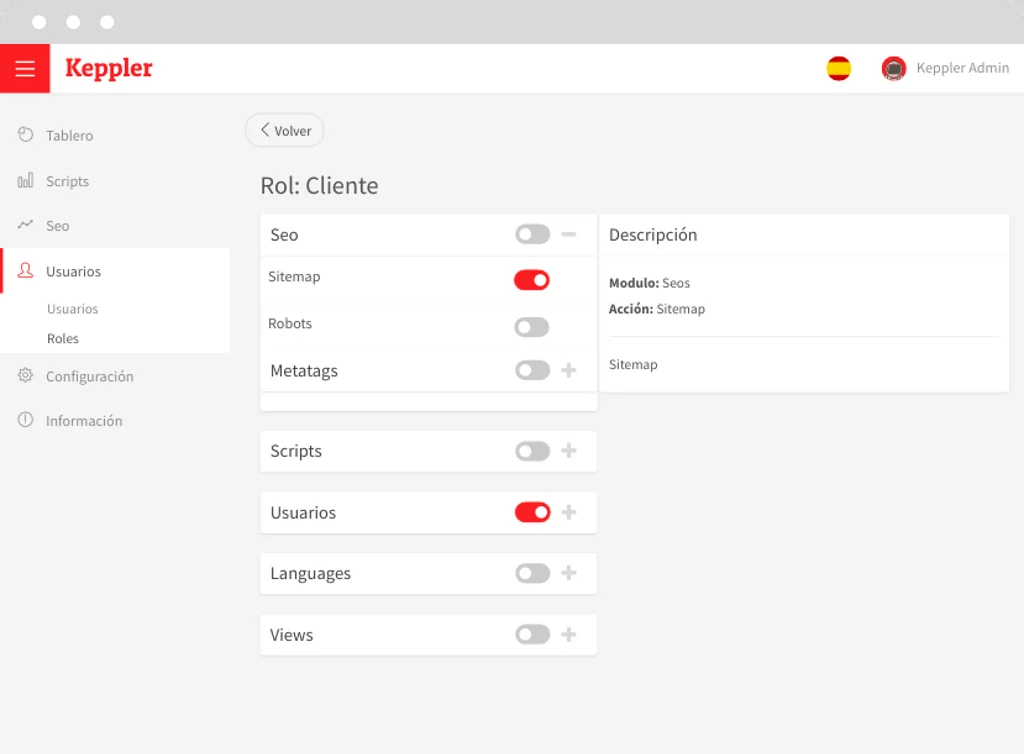 Keppler
Keppler Admin
Tablero
Scripts
Seo
Usuarios
Usuarios
Roles
Configuración
Información
Volver
Rol: Cliente
Seo
Sitemap
Robots
Metatags
Scripts
Usuarios
Languages
Views
Descripción
Modulo: Seos
Acción: Sitemap
Sitemap